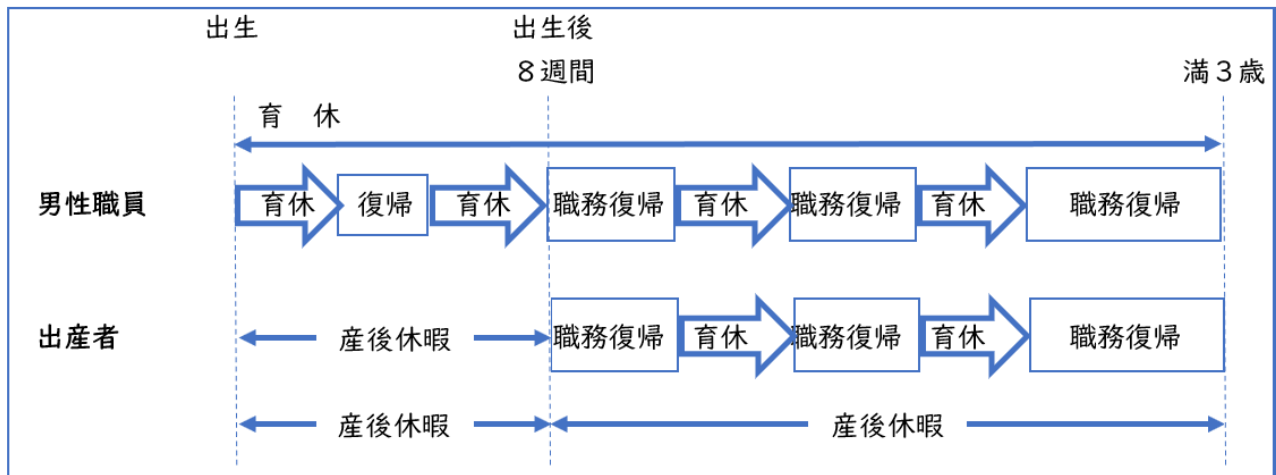 出生 出生後
８週間 満３歳
育 休
男性職員 育休 復帰 育休 職務復帰 育休 職務復帰 育休 職務復帰
出産者 産後休暇 職務復帰 育休 職務復帰 育休 職務復帰
産後休暇 産後休暇